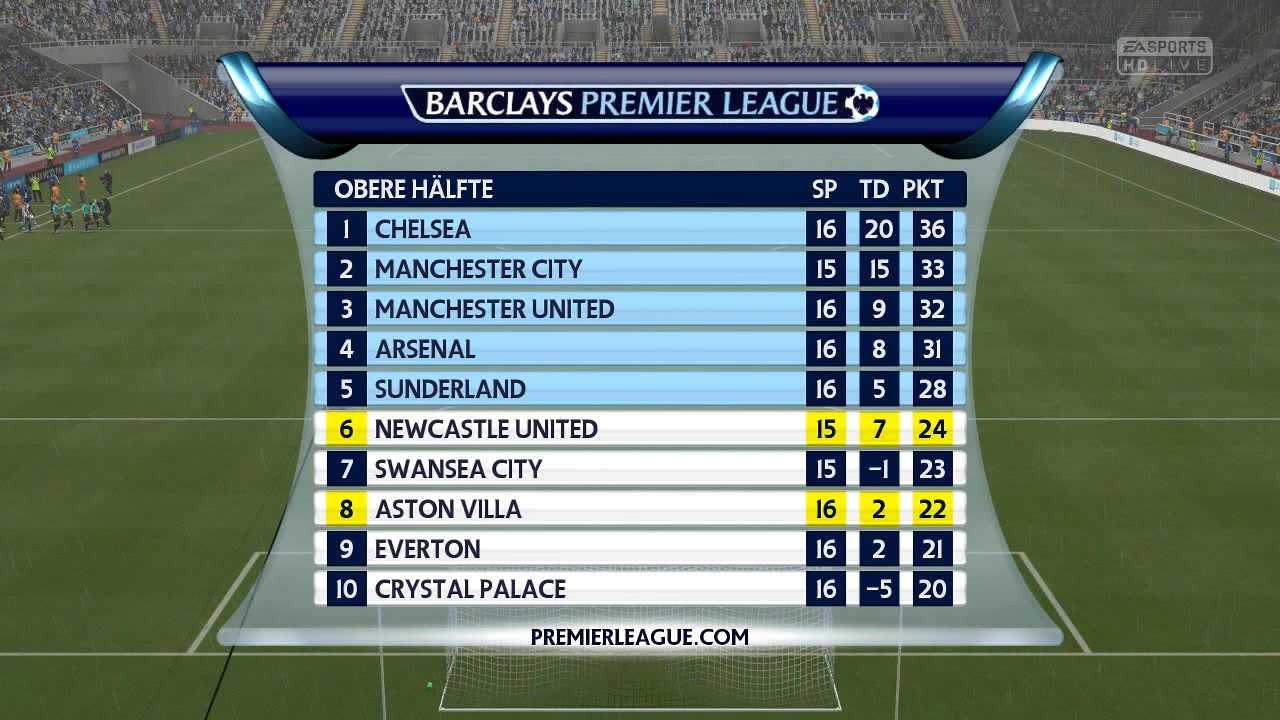 EA SPORTS
HD LIVE
BARCLAYS PREMIER LEAGUE
OBERE HÄLFTE SP TD PKT
1 CHELSEA 16 20 36
2 MANCHESTER CITY 15 15 33
3 MANCHESTER UNITED 16 9 32
4 ARSENAL 16 8 31
5 SUNDERLAND 16 5 28
6 NEWCASTLE UNITED 15 7 24
7 SWANSEA CITY 15 −1 23
8 ASTON VILLA 16 2 22
9 EVERTON 16 2 21
10 CRYSTAL PALACE 16 −5 20
PREMIERLEAGUE.COM